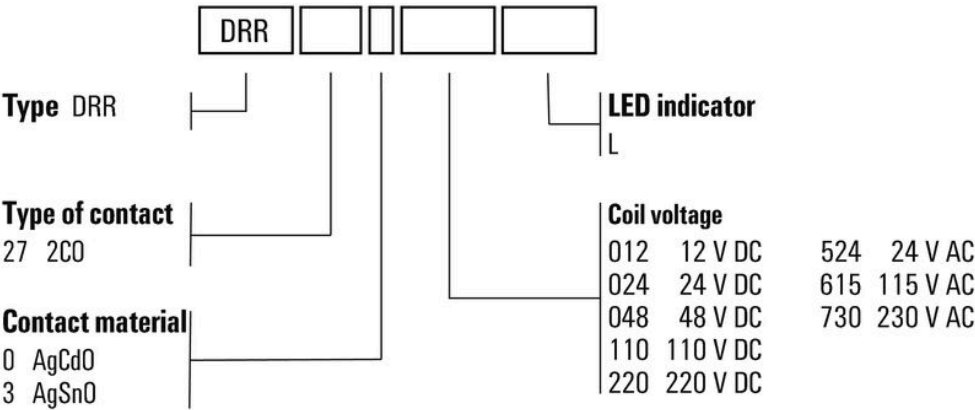 DRR
Type DRR
LED indicator
L
Type of contact
27 2CO
Contact material
0 AgCdO
3 AgSnO
Coil voltage
012 12 V DC 524 24 V AC
024 24 V DC 615 115 V AC
048 48 V DC 730 230 V AC
110 110 V DC
220 220 V DC